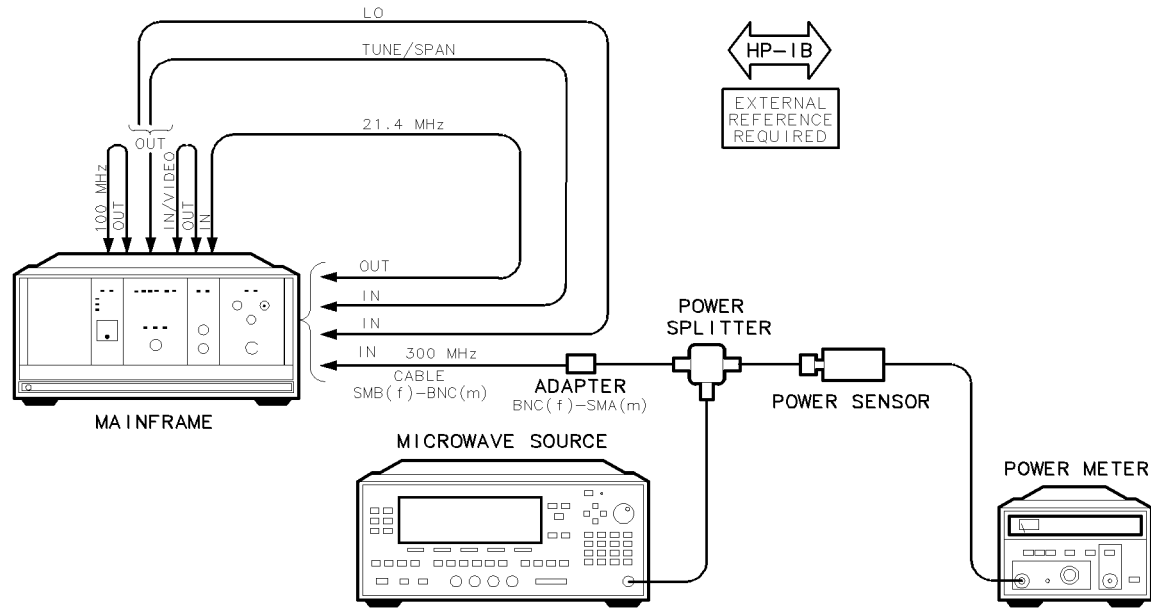 LO
TUNE/SPAN
21.4 MHz
HP-IB
EXTERNAL
REFERENCE
REQUIRED
OUT
100 MHz
OUT
IN/VIDEO
OUT
IN
OUT
IN
IN
IN 300 MHz
CABLE
SMB(f)-BNC(m)
MAINFRAME
ADAPTER
BNC(f)-SMA(m)
POWER
SPLITTER
POWER SENSOR
MICROWAVE SOURCE
POWER METER